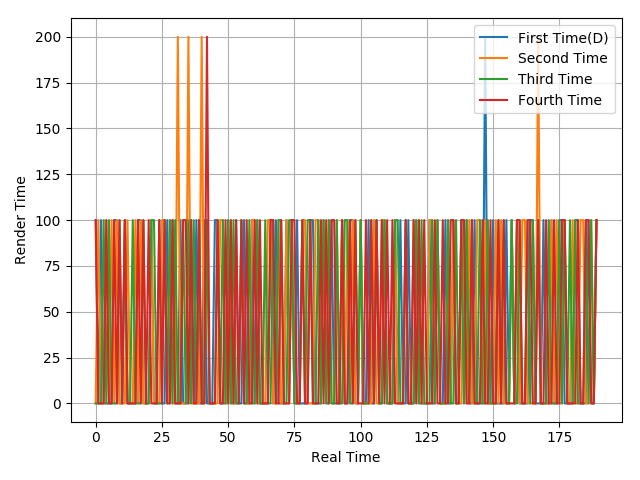 200
175
150
125
100
75
50
25
0
Render Time
First Time(D)
Second Time
Third Time
Fourth Time
0 25 50 75 100 125 150 175
Real Time